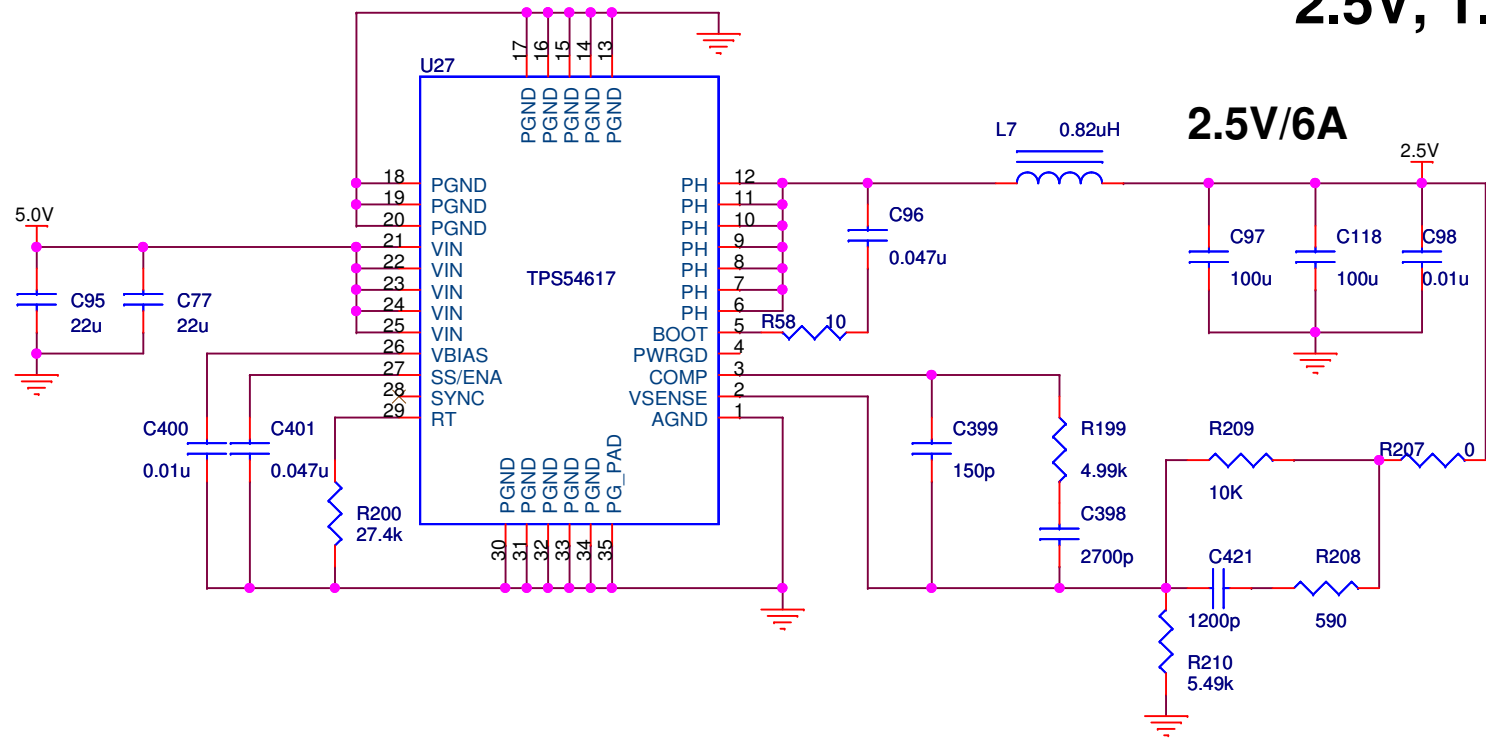 2.5V, 1.
17
16
15
14
13
U27
PGND
PGND
PGND
PGND
PGND
L7 0.82uH
2.5V/6A
2.5V
18 PGND PH 12
19 PGND PH 11
20 PGND PH 10
5.0V
21 VIN PH 9
22 VIN PH 8
23 VIN PH 7
24 VIN PH 6
25 VIN BOOT 5
26 VBIAS PWRGD 4
27 SS/ENA COMP 3
28 SYNC VSENSE 2
29 RT AGND 1
TPS54617
C96
0.047u
C97
100u
C118
100u
C98
0.01u
C95
22u
C77
22u
R58 10
C400
0.01u
C401
0.047u
R200
27.4k
PGND
PGND
PGND
PGND
PGND
PG_PAD
30
31
32
33
34
35
C399
150p
R199
4.99k
C398
2700p
R209
10K
R207 0
C421
1200p
R208
590
R210
5.49k